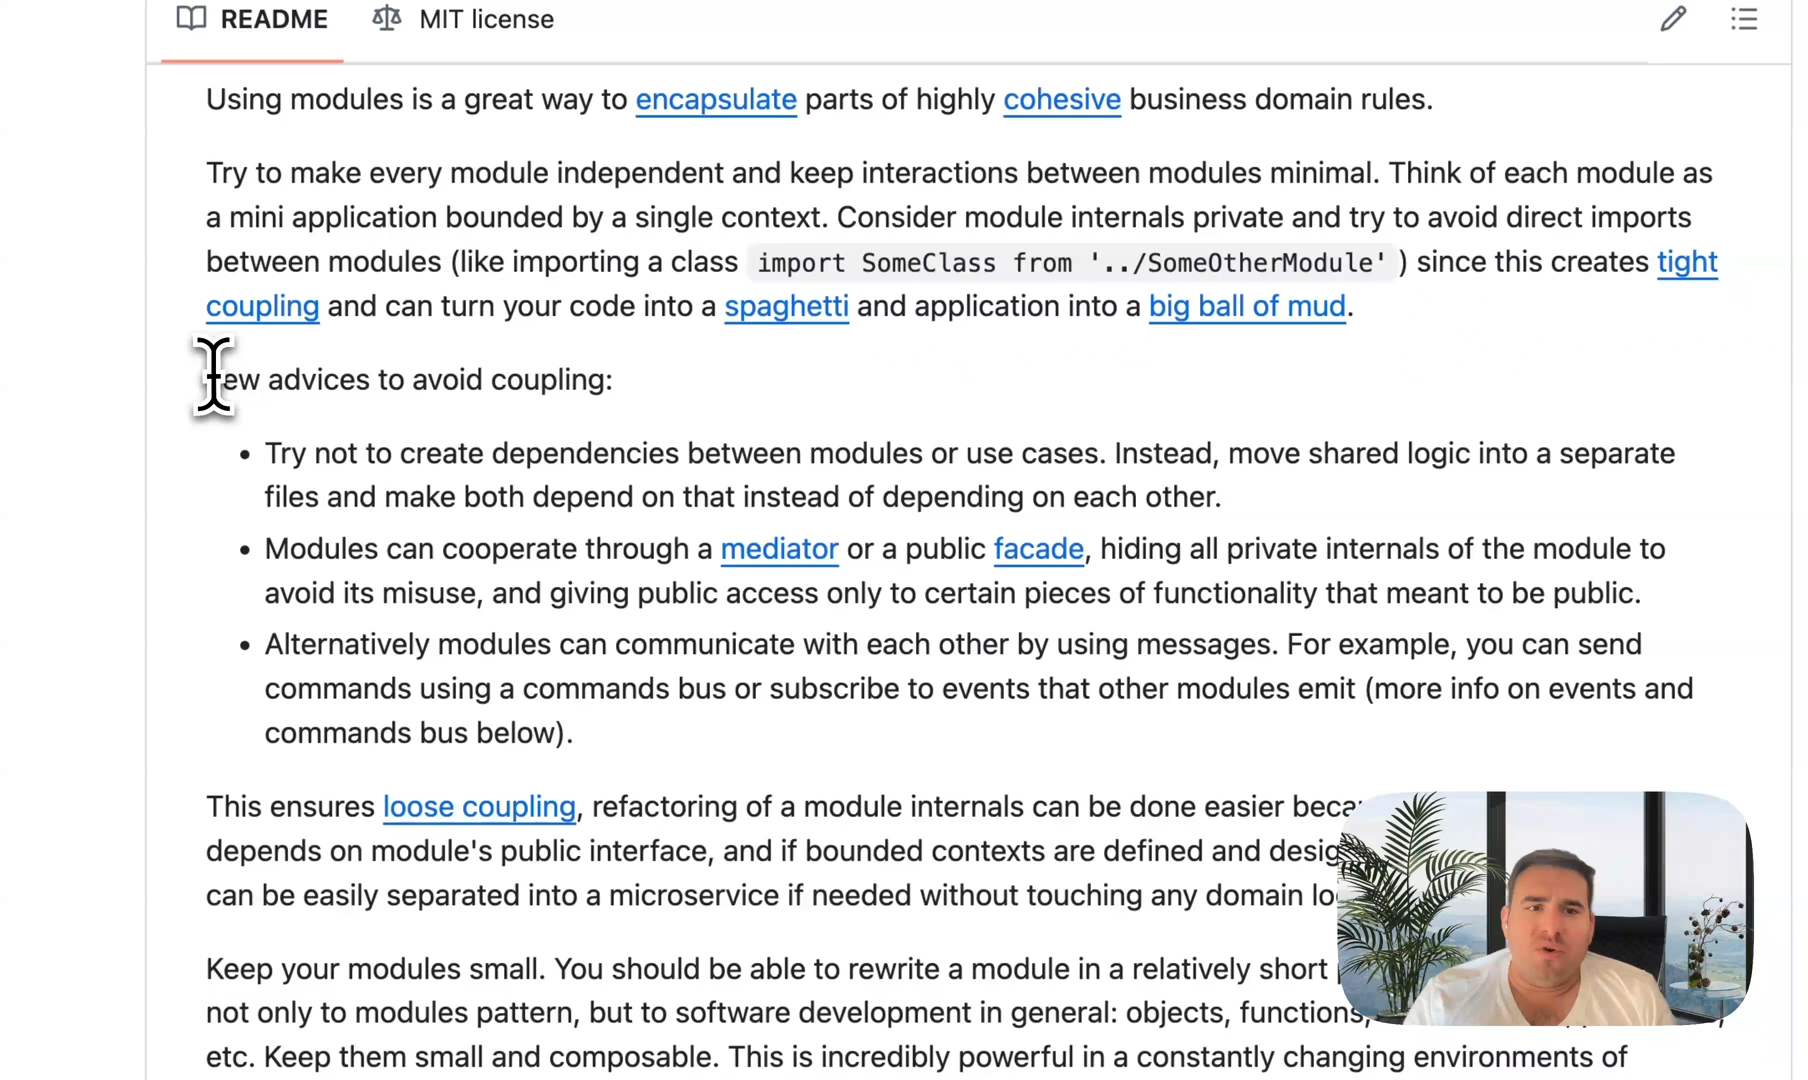 README MIT license
Using modules is a great way to encapsulate parts of highly cohesive business domain rules.
Try to make every module independent and keep interactions between modules minimal. Think of each module as
a mini application bounded by a single context. Consider module internals private and try to avoid direct imports
between modules (like importing a class import SomeClass from '../SomeOtherModule' ) since this creates tight
coupling and can turn your code into a spaghetti and application into a big ball of mud.
Few advices to avoid coupling:
• Try not to create dependencies between modules or use cases. Instead, move shared logic into a separate
files and make both depend on that instead of depending on each other.
• Modules can cooperate through a mediator or a public facade, hiding all private internals of the module to
avoid its misuse, and giving public access only to certain pieces of functionality that meant to be public.
• Alternatively modules can communicate with each other by using messages. For example, you can send
commands using a commands bus or subscribe to events that other modules emit (more info on events and
commands bus below).
This ensures loose coupling, refactoring of a module internals can be done easier
depends on module's public interface, and if bounded contexts are defined and
can be easily separated into a microservice if needed without touching any domain
Keep your modules small. You should be able to rewrite a module in a relatively short
not only to modules pattern, but to software development in general: objects, functions,
etc. Keep them small and composable. This is incredibly powerful in a constantly changing environments of